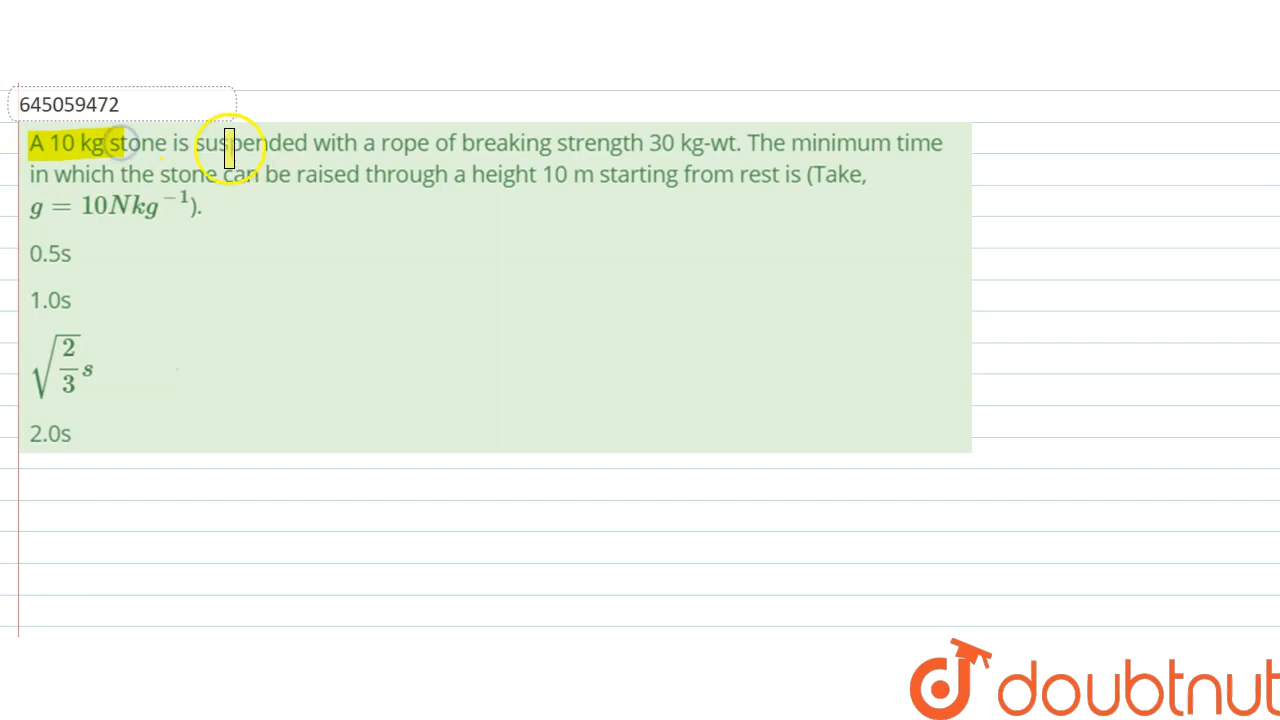 645059472
A 10 kg stone is suspended with a rope of breaking strength 30 kg-wt. The minimum time
in which the stone can be raised through a height 10 m starting from rest is (Take,
g = 10Nkg⁻¹).
0.5s
1.0s
√(2/3) s
2.0s
doubtnut